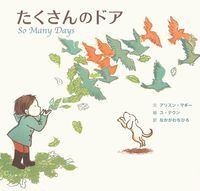 たくさんのドア
So Many Days
文 アリスン・マギー
絵 ユ・テウン
訳 なかがわちひろ